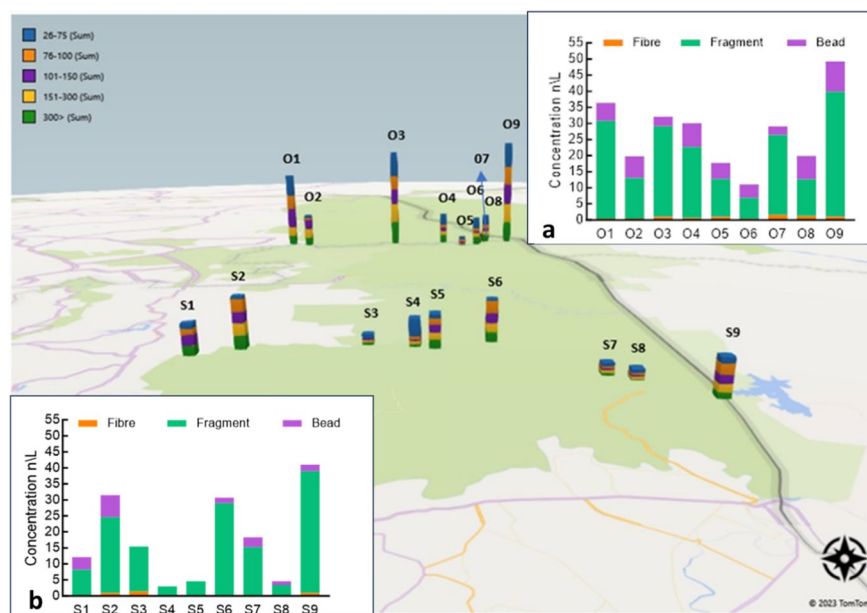 26-75 (Sum)
76-100 (Sum)
101-150 (Sum)
151-300 (Sum)
300> (Sum)
O1
O2
O3
O4
O5
O6
07
O8
O9
S1
S2
S3
S4
S5
S6
S7
S8
S9
Fibre Fragment Bead
Concentration n\L
55
50
45
40
35
30
25
20
15
10
5
0
O1 O2 O3 O4 O5 O6 O7 O8 O9
a
Fibre Fragment Bead
Concentration n\L
55
50
45
40
35
30
25
20
15
10
5
0
S1 S2 S3 S4 S5 S6 S7 S8 S9
b
© 2023 TomTom